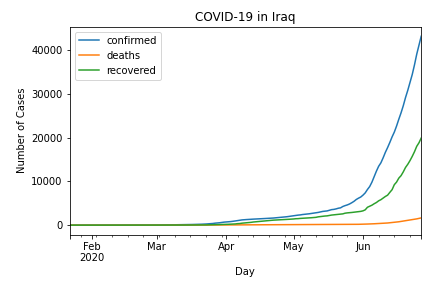 COVID-19 in Iraq
confirmed
deaths
recovered
Number of Cases
40000
30000
20000
10000
0
Feb
2020
Mar
Apr
May
Jun
Day